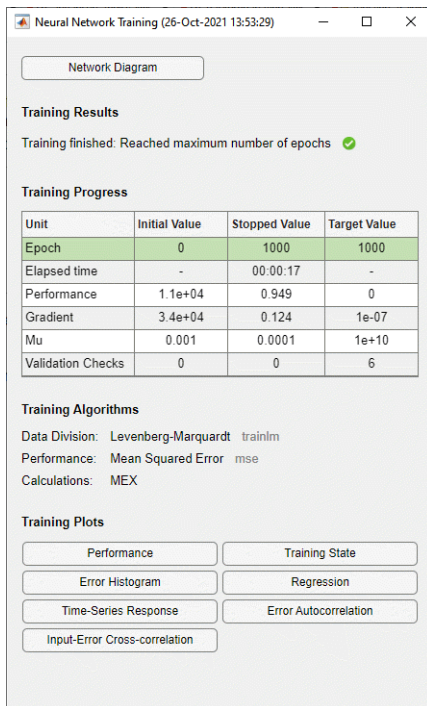 Neural Network Training (26-Oct-2021 13:53:29)
Network Diagram
Training Results
Training finished: Reached maximum number of epochs
Training Progress
Unit Initial Value Stopped Value Target Value
Epoch 0 1000 1000
Elapsed time - 00:00:17 -
Performance 1.1e+04 0.949 0
Gradient 3.4e+04 0.124 1e-07
Mu 0.001 0.0001 1e+10
Validation Checks 0 0 6
Training Algorithms
Data Division: Levenberg-Marquardt trainlm
Performance: Mean Squared Error mse
Calculations: MEX
Training Plots
Performance Training State
Error Histogram Regression
Time-Series Response Error Autocorrelation
Input-Error Cross-correlation